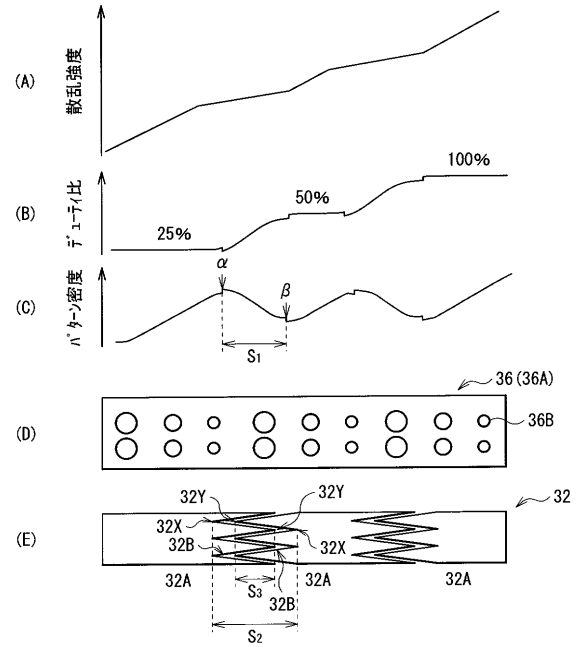 (A)
散乱強度
(B)
デューティ比
25%
50%
100%
(C)
パターン密度
α
β
S1
(D)
36 (36A)
36B
(E)
32Y
32Y
32
32X
32X
32B
32A
32A
32A
32B
S3
S2